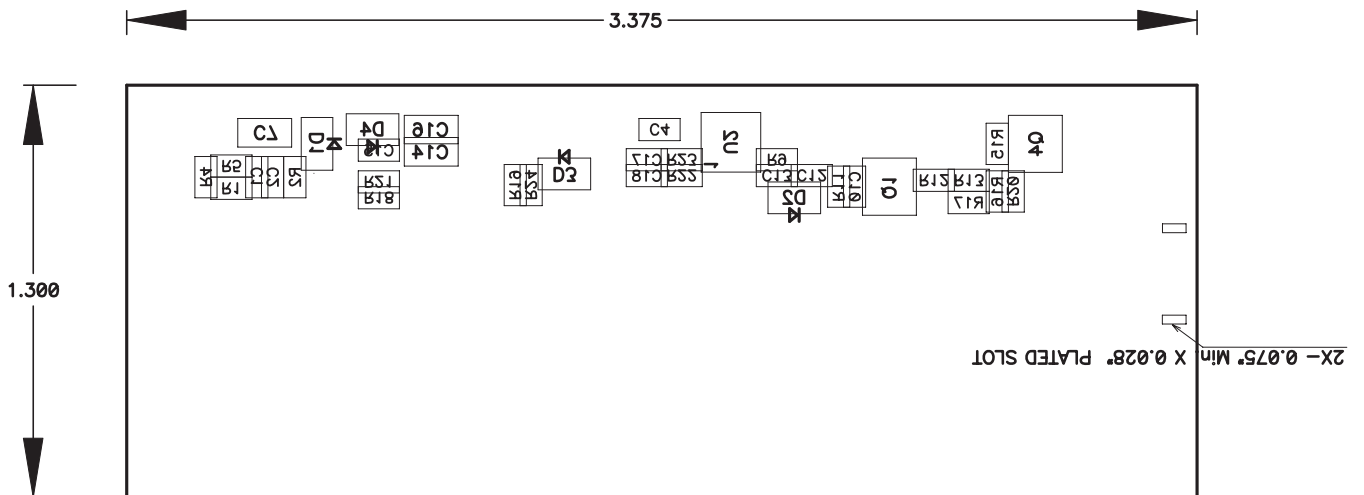 3.375
1.300
C7
D1
D4
C16
C14
C4
U2
R15
Q4
R4
R5
R1
C1
C2
R2
R21
R18
R19
R24
D3
C17
R23
C18
R22
1
R9
C13
C12
D2
R11
C10
Q1
R12
R13
R17
R16
R20
2X- 0.075" Min. X 0.028" PLATED SLOT